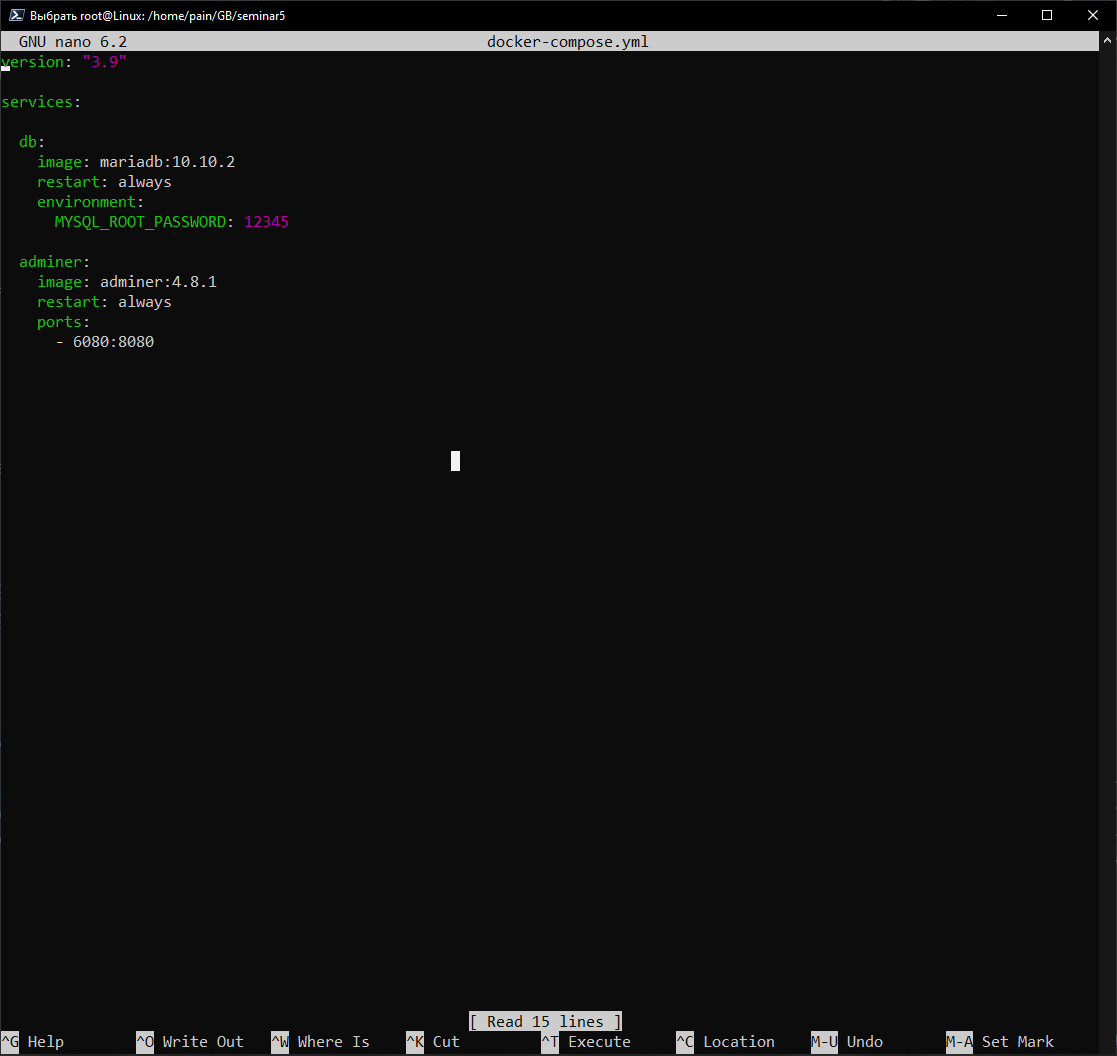 Выбрать root@Linux: /home/pain/GB/seminar5
GNU nano 6.2 docker-compose.yml
version: "3.9"
services:
db:
image: mariadb:10.10.2
restart: always
environment:
MYSQL_ROOT_PASSWORD: 12345
adminer:
image: adminer:4.8.1
restart: always
ports:
- 6080:8080
[ Read 15 lines ]
^G Help ^O Write Out ^W Where Is ^K Cut ^T Execute ^C Location M-U Undo M-A Set Mark